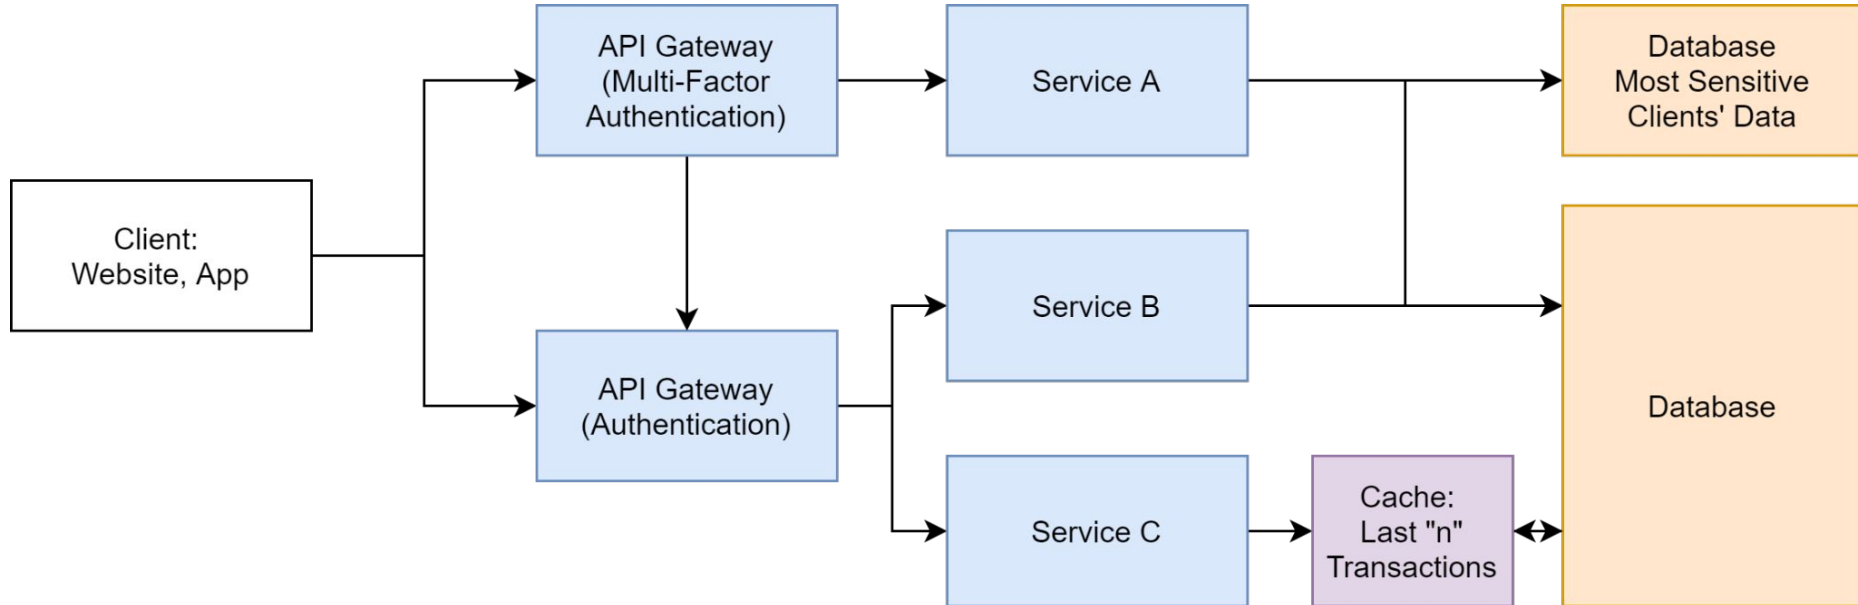 Client:
Website, App
API Gateway
(Multi-Factor
Authentication)
API Gateway
(Authentication)
Service A
Service B
Service C
Cache:
Last "n"
Transactions
Database
Most Sensitive
Clients' Data
Database